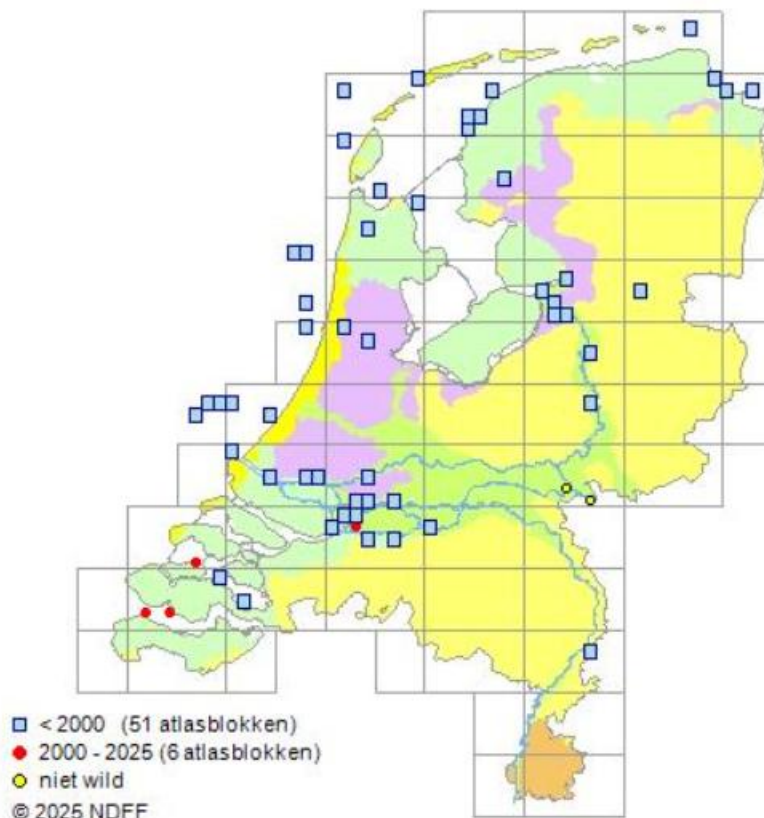 < 2000 (51 atlasblokken)
2000 - 2025 (6 atlasblokken)
niet wild
© 2025 NDFF